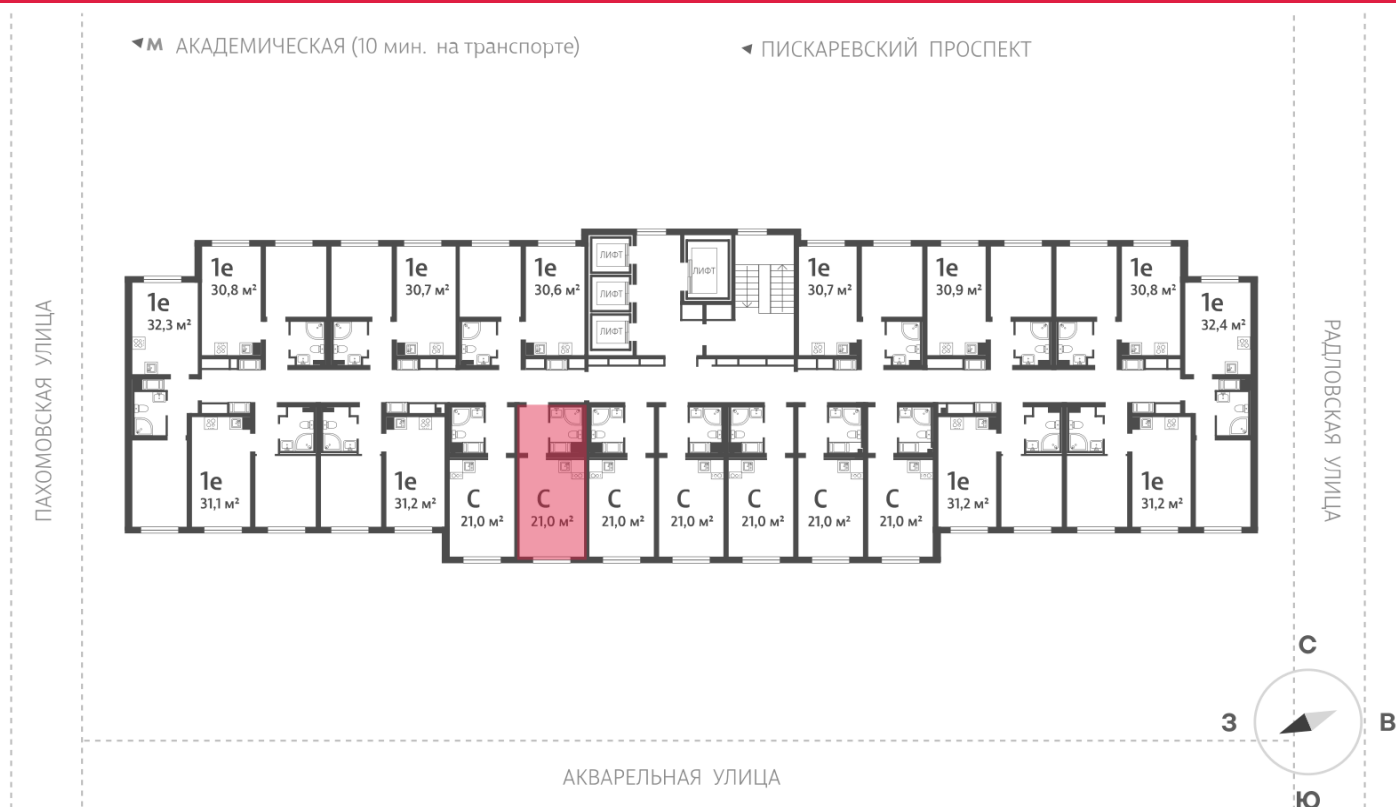 М АКАДЕМИЧЕСКАЯ (10 мин. на транспорте)
ПИСКАРЕВСКИЙ ПРОСПЕКТ
ПАХОМОВСКАЯ УЛИЦА
РАДЛОВСКАЯ УЛИЦА
1е
32,3 м²
1е
30,8 м²
1е
30,7 м²
1е
30,6 м²
ЛИФТ
ЛИФТ
ЛИФТ
ЛИФТ
1е
30,7 м²
1е
30,9 м²
1е
30,8 м²
1е
32,4 м²
1е
31,1 м²
1е
31,2 м²
С
21,0 м²
С
21,0 м²
С
21,0 м²
С
21,0 м²
С
21,0 м²
С
21,0 м²
С
21,0 м²
1е
31,2 м²
1е
31,2 м²
С
З
В
Ю
АКВАРЕЛЬНАЯ УЛИЦА